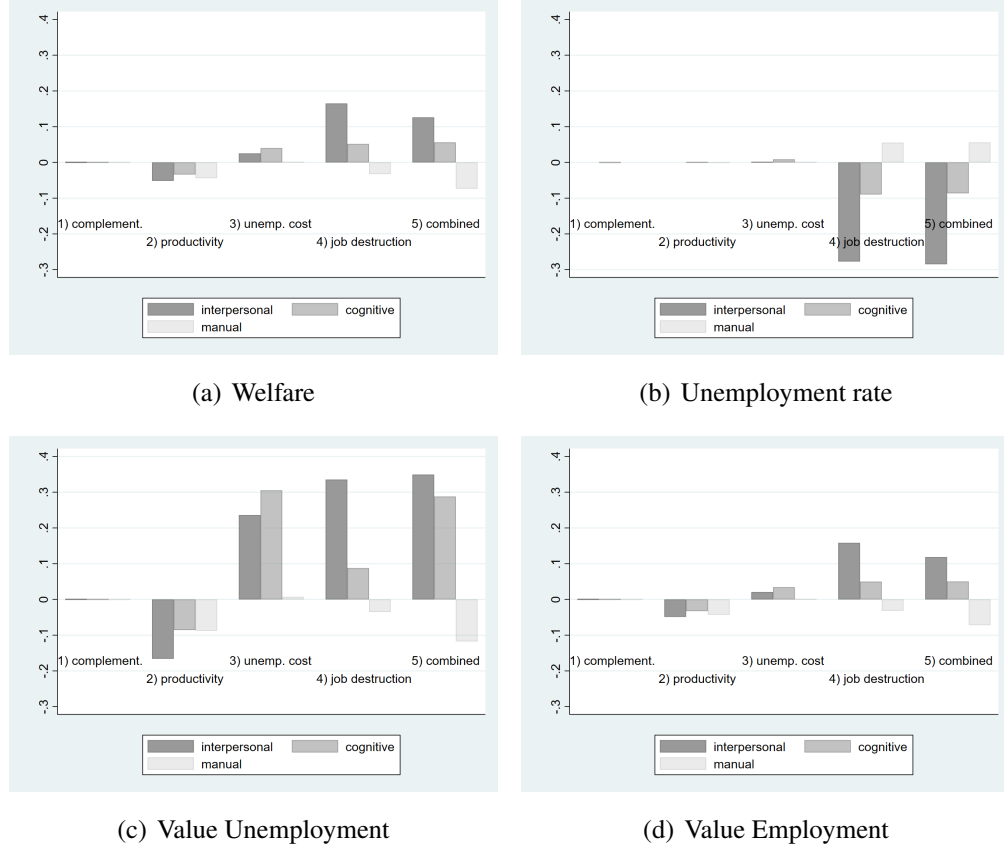 .4
.3
.2
.1
0
-.1
-.2
-.3
1) complement. 3) unemp. cost 5) combined
2) productivity 4) job destruction
interpersonal cognitive
manual
(a) Welfare
.4
.3
.2
.1
0
-.1
-.2
-.3
1) complement. 3) unemp. cost 5) combined
2) productivity 4) job destruction
interpersonal cognitive
manual
(b) Unemployment rate
.4
.3
.2
.1
0
-.1
-.2
-.3
1) complement. 3) unemp. cost 5) combined
2) productivity 4) job destruction
interpersonal cognitive
manual
(c) Value Unemployment
.4
.3
.2
.1
0
-.1
-.2
-.3
1) complement. 3) unemp. cost 5) combined
2) productivity 4) job destruction
interpersonal cognitive
manual
(d) Value Employment